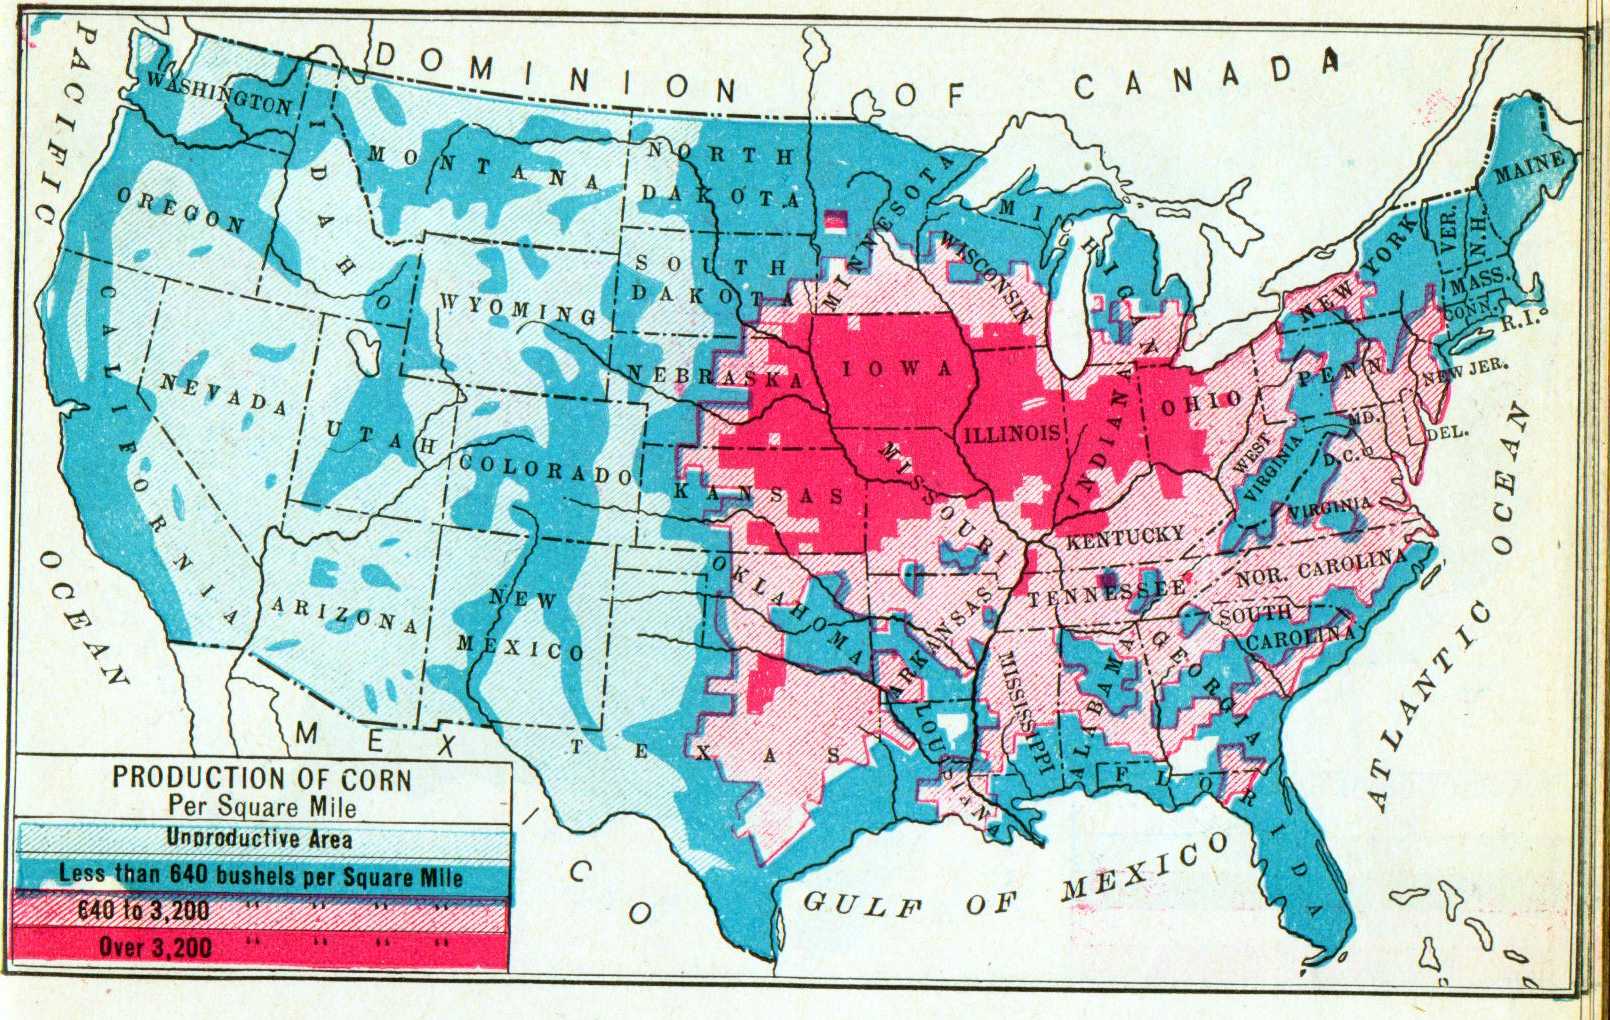 DOMINION OF CANADA
PACIFIC
OCEAN
WASHINGTON
IDAHO
MONTANA
NORTH
DAKOTA
MINNESOTA
OREGON
SOUTH
DAKOTA
WYOMING
WISCONSIN
MICHIGAN
MAINE
VER.
N.H.
NEW YORK
MASS.
CONN.
R.I.
CALIFORNIA
NEVADA
UTAH
COLORADO
NEBRASKA
IOWA
ILLINOIS
INDIANA
OHIO
PENN
NEW JER.
MD.
DEL.
D.C.
WEST
VIRGINIA
VIRGINIA
KANSAS
MISSOURI
KENTUCKY
TENNESSEE
NOR. CAROLINA
SOUTH
CAROLINA
ARIZONA
NEW
MEXICO
OKLAHOMA
ARKANSAS
MISSISSIPPI
ALABAMA
GEORGIA
LOUISIANA
TEXAS
FLORIDA
MEXICO
GULF OF MEXICO
ATLANTIC OCEAN
PRODUCTION OF CORN
Per Square Mile
Unproductive Area
Less than 640 bushels per Square Mile
640 to 3,200 " " " "
Over 3,200 " " " "